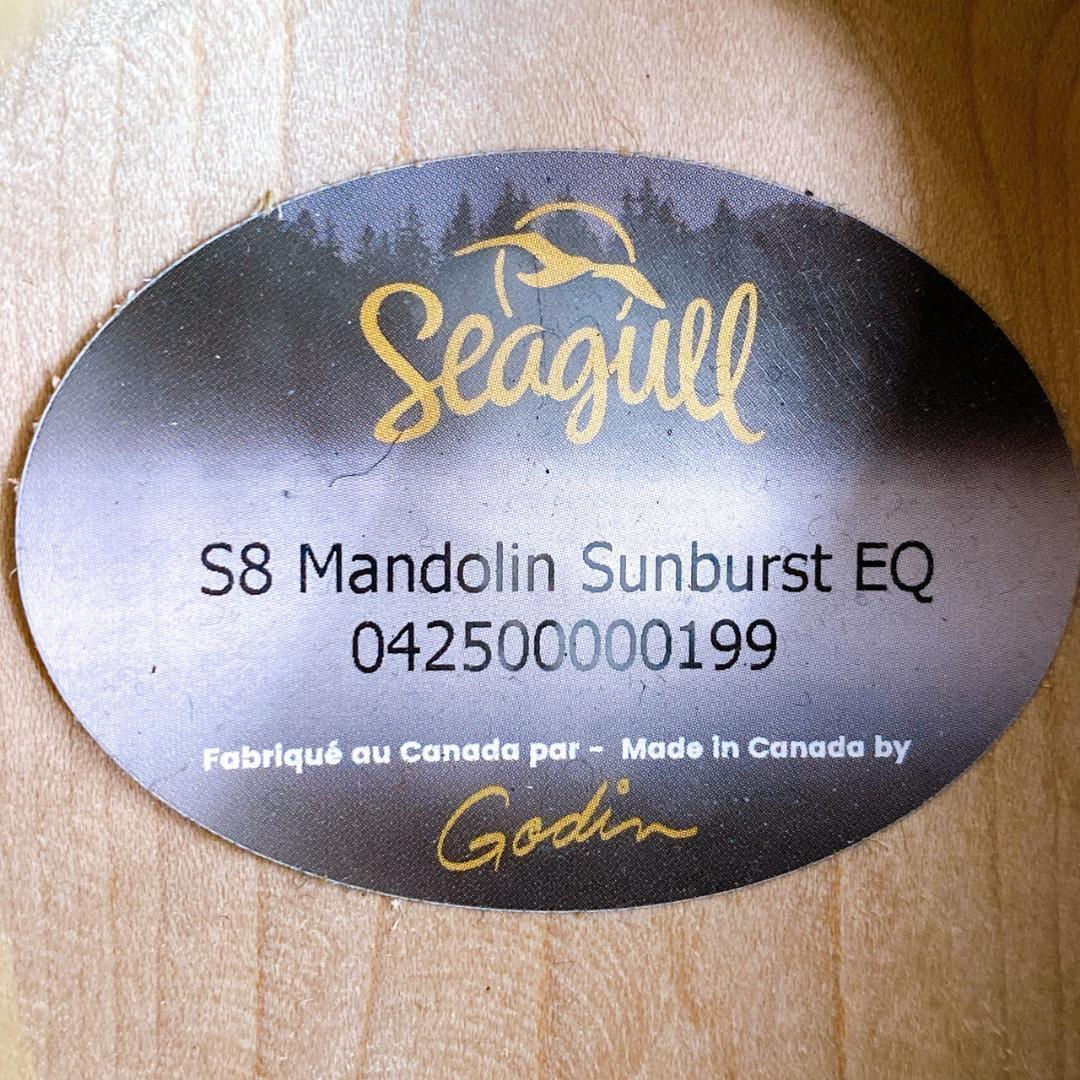 Seagull
S8 Mandolin Sunburst EQ
042500000199
Fabriqué au Canada par - Made in Canada by
Godin